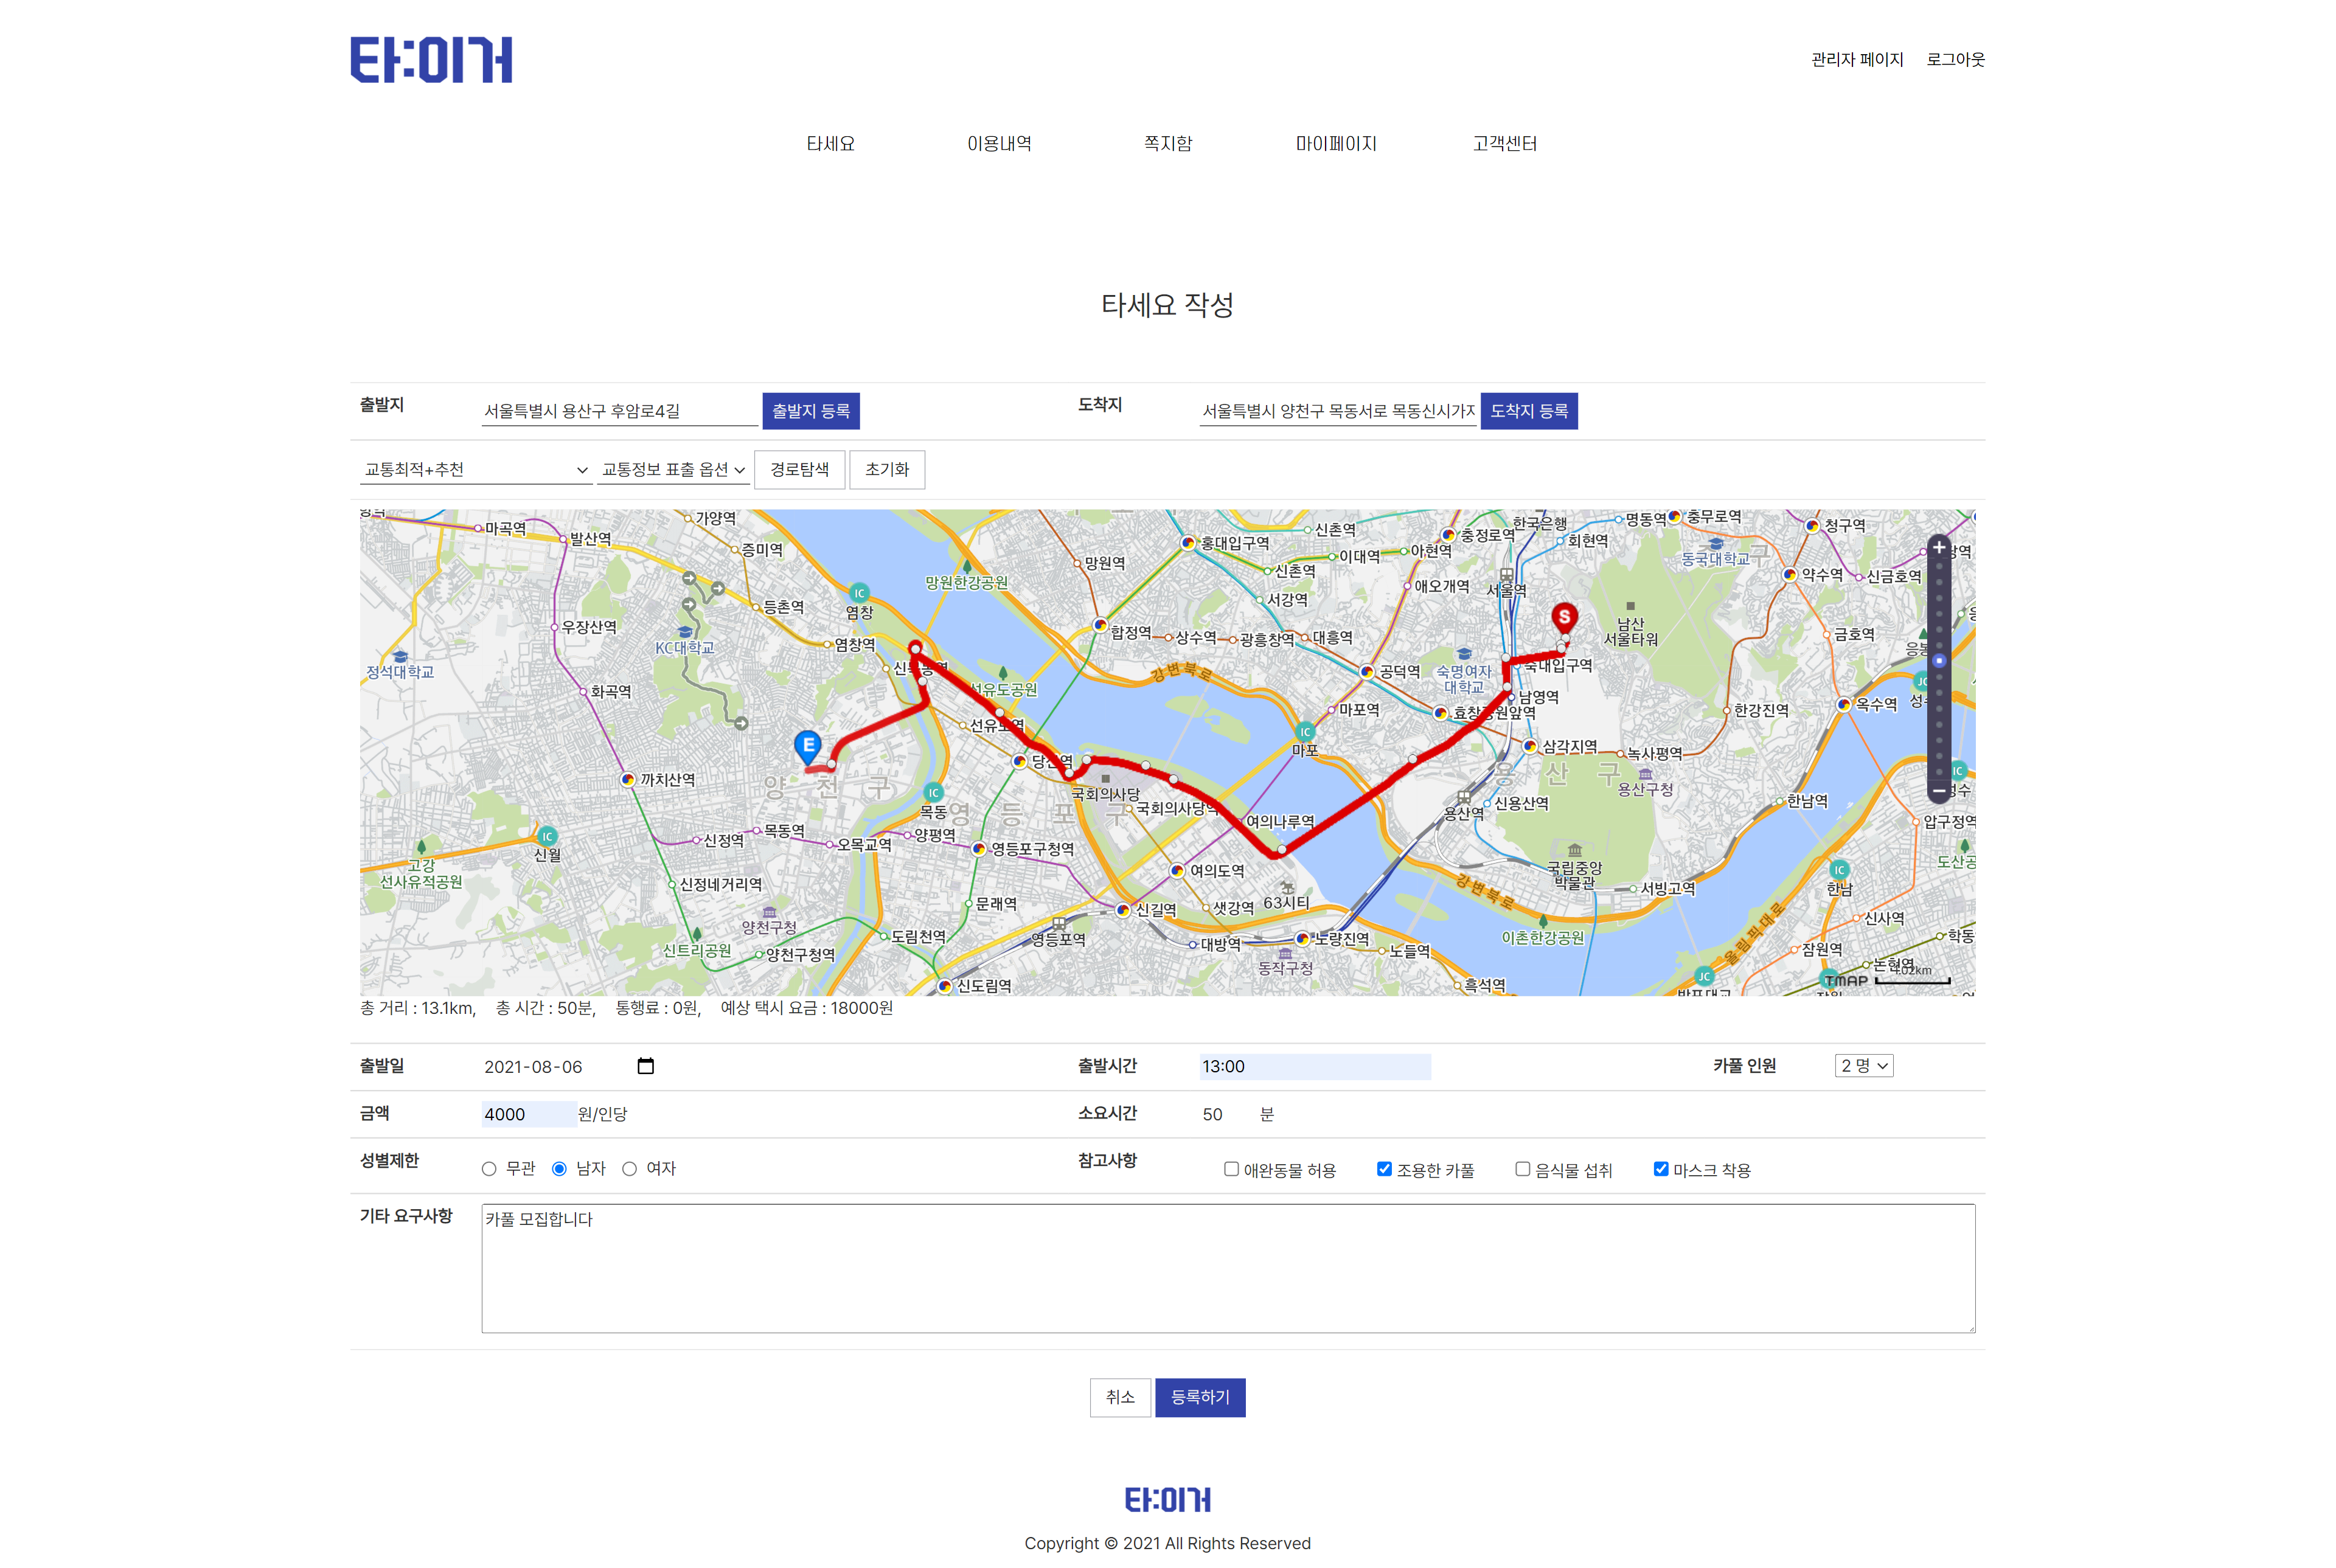 타:이거
관리자 페이지 로그아웃
타세요 이용내역 쪽지함 마이페이지 고객센터
타세요 작성
출발지 서울특별시 용산구 후암로4길 출발지 등록 도착지 서울특별시 양천구 목동서로 도착지 등록
교통최적+추천 교통정보 표출 옵션 경로탐색 초기화
마곡역
발산역
가양역
증미역
우장산역
등촌역
KC대학교
정석대학교
화곡역
까치산역
염창역
IC
염창
망원한강공원
망원역
홍대입구역
신촌역
신촌역
이대역
아현역
충정로역
한국은행
회현역
명동역
충무로역
동국대학교
청구역
약수역
신금호역
애오개역
서울역
서강역
합정역
상수역
광흥창역
대흥역
공덕역
숙명여자
대학교
숙대입구역
남산
서울타워
S
금호역
선유도공원
강변북로
마포역
IC
마포
효창공원앞역
남영역
삼각지역
녹사평역
한강진역
옥수역
용산구
용산구청
용산역
신용산역
한남역
압구정역
E
양천구
IC
목동
영등포구
국회의사당
여의나루역
여의도역
63시티
샛강역
신길역
대방역
노량진역
노들역
흑석역
동작구청
국립중앙
박물관
서빙고역
이촌한강공원
강변북로
IC
한남
신사역
잠원역
논현역
올림픽대로
JC
IC
신월
고강
선사유적공원
신정역
목동역
오목교역
양평역
영등포구청역
신정네거리역
양천구청
신트리공원
양천구청역
도림천역
문래역
영등포역
신도림역
TMAP
총 거리 : 13.1km, 총 시간 : 50분, 통행료 : 0원, 예상 택시 요금 : 18000원
출발일 2021-08-06 출발시간 13:00 카풀 인원 2 명
금액 4000 원/인당 소요시간 50 분
성별제한 무관 남자 여자 참고사항 애완동물 허용 조용한 카풀 음식물 섭취 마스크 착용
기타 요구사항 카풀 모집합니다
취소 등록하기
타:이거
Copyright © 2021 All Rights Reserved